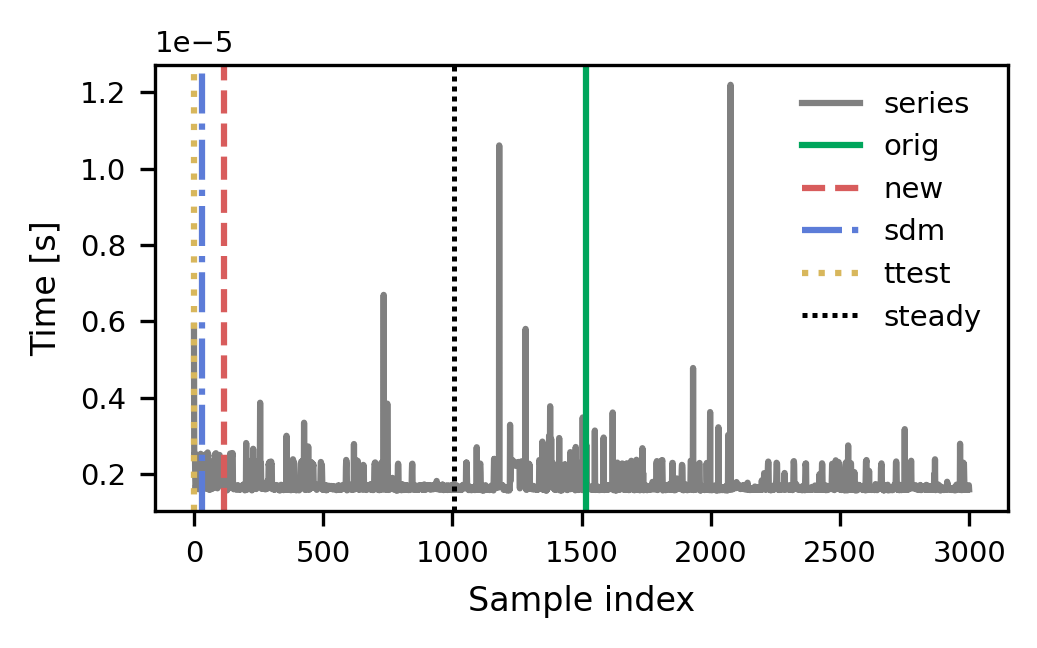 1e−5
1.2
1.0
0.8
0.6
0.4
0.2
Time [s]
series
orig
new
sdm
ttest
steady
0 500 1000 1500 2000 2500 3000
Sample index